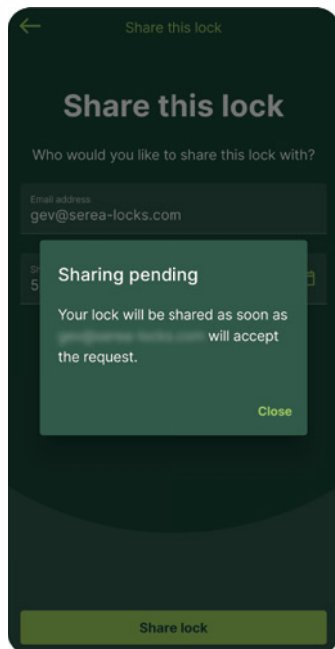 Share this lock
Share this lock
Who would you like to share this lock with?
Email address
gev@serea-locks.com
Sh
5
Sharing pending
Your lock will be shared as soon as
will accept
the request.
Close
Share lock